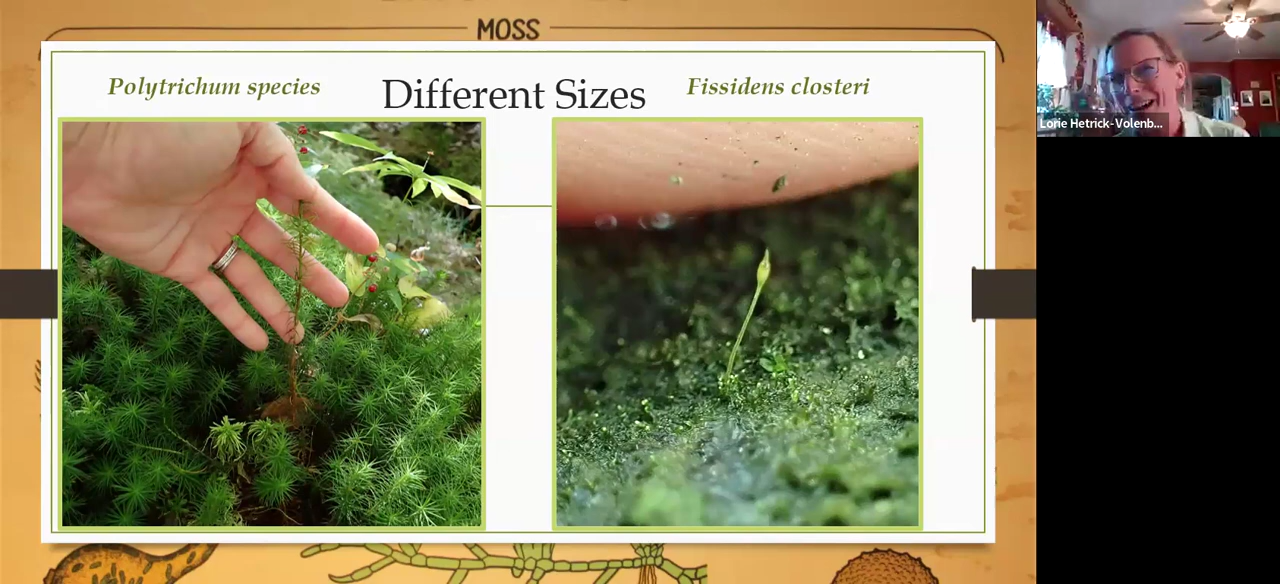 MOSS
Polytrichum species
Different Sizes
Fissidens closteri
Lorie Hetrick-Volenb...